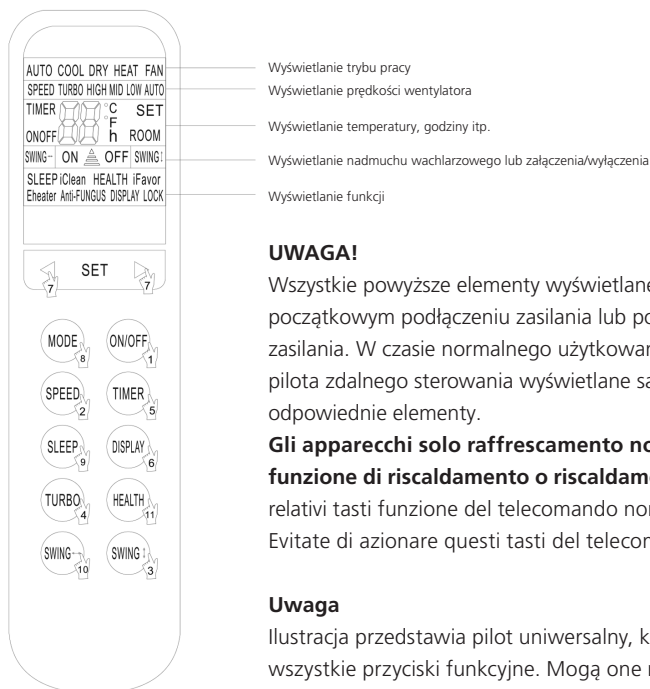 AUTO COOL DRY HEAT FAN
SPEED TURBO HIGH MID LOW AUTO
TIMER 88 °C SET
°F
ONOFF h ROOM
SWING↔ ON OFF SWING↕
SLEEP iClean HEALTH iFavor
Eheater Anti-FUNGUS DISPLAY LOCK
Wyświetlanie trybu pracy
Wyświetlanie prędkości wentylatora
Wyświetlanie temperatury, godziny itp.
Wyświetlanie nadmuchu wachlarzowego lub załączenia/wyłączenia
Wyświetlanie funkcji
SET
7 7
MODE ON/OFF
8 1
SPEED TIMER
2 5
SLEEP DISPLAY
9 6
TURBO HEALTH
4 11
SWING↔ SWING↕
10 3
UWAGA!
Wszystkie powyższe elementy wyświetlane
początkowym podłączeniu zasilania lub po
zasilania. W czasie normalnego użytkowan
pilota zdalnego sterowania wyświetlane są
odpowiednie elementy.
Gli apparecchi solo raffrescamento no
funzione di riscaldamento o riscaldam
relativi tasti funzione del telecomando non
Evitate di azionare questi tasti del telecom
Uwaga
Ilustracja przedstawia pilot uniwersalny, k
wszystkie przyciski funkcyjne. Mogą one